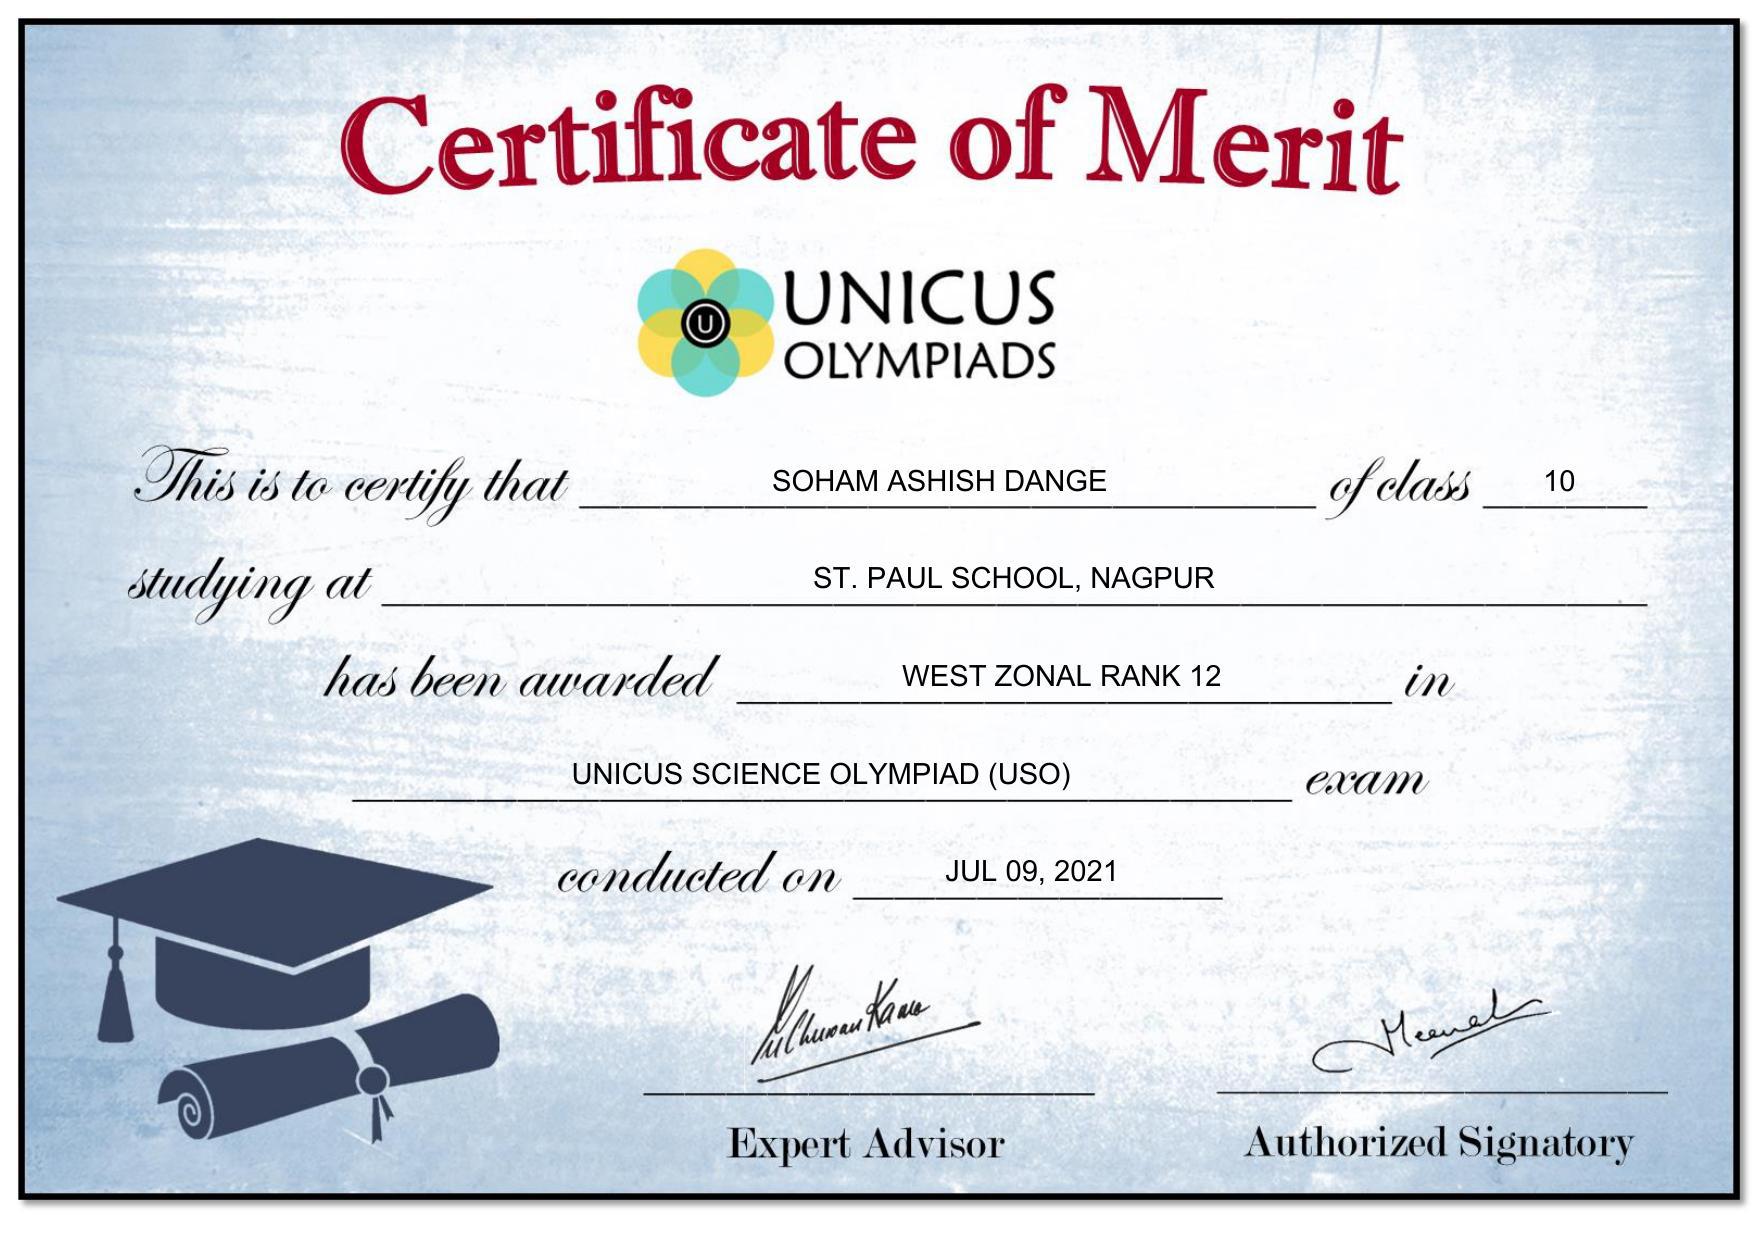 Certificate of Merit
U
UNICUS
OLYMPIADS
This is to certify that SOHAM ASHISH DANGE of class 10
studying at ST. PAUL SCHOOL, NAGPUR
has been awarded WEST ZONAL RANK 12 in
UNICUS SCIENCE OLYMPIAD (USO) exam
conducted on JUL 09, 2021
Expert Advisor Authorized Signatory